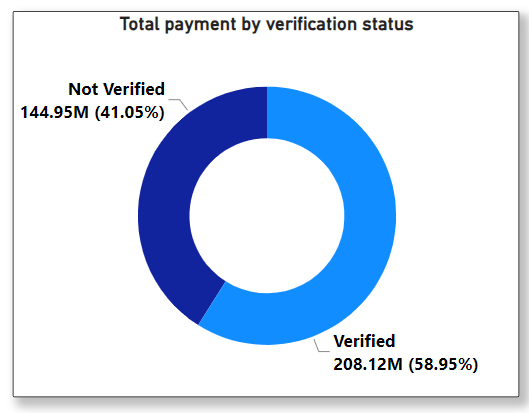 Total payment by verification status
Not Verified
144.95M (41.05%)
Verified
208.12M (58.95%)